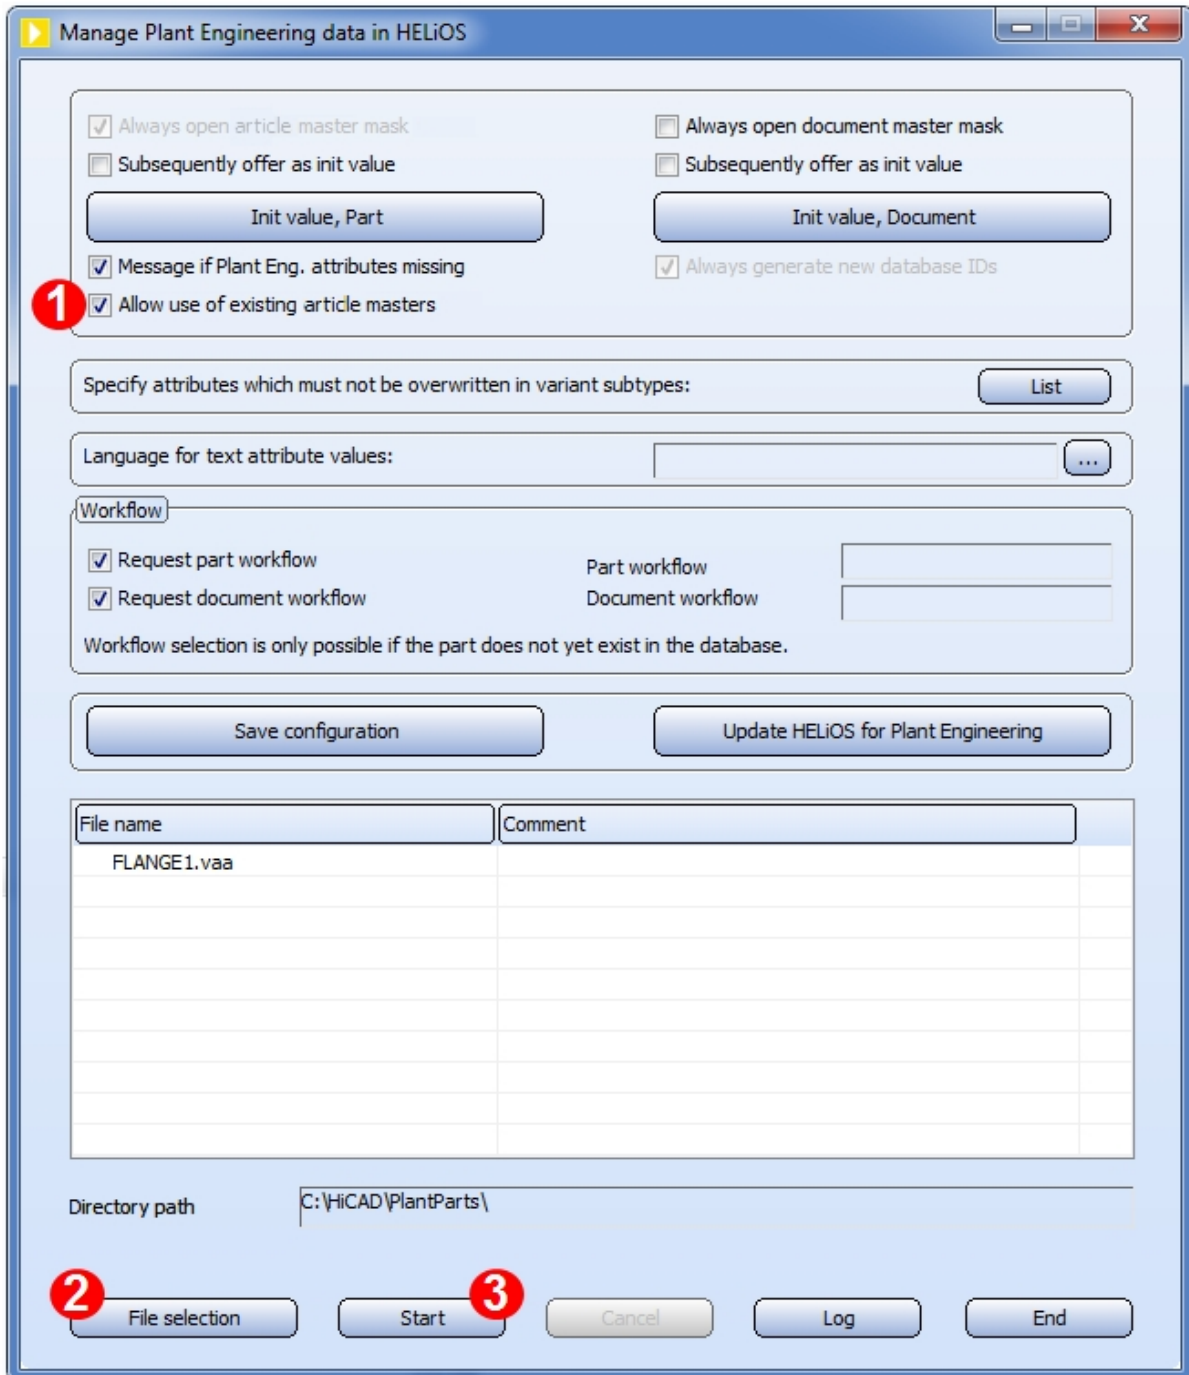 Manage Plant Engineering data in HELiOS
Always open article master mask
Always open document master mask
Subsequently offer as init value
Subsequently offer as init value
Init value, Part
Init value, Document
Message if Plant Eng. attributes missing
Always generate new database IDs
1
Allow use of existing article masters
Specify attributes which must not be overwritten in variant subtypes:
List
Language for text attribute values:
...
Workflow
Request part workflow
Part workflow
Request document workflow
Document workflow
Workflow selection is only possible if the part does not yet exist in the database.
Save configuration
Update HELiOS for Plant Engineering
File name
Comment
FLANGE1.vaa
Directory path
C:\HiCAD\PlantParts\
2
File selection
3
Start
Cancel
Log
End